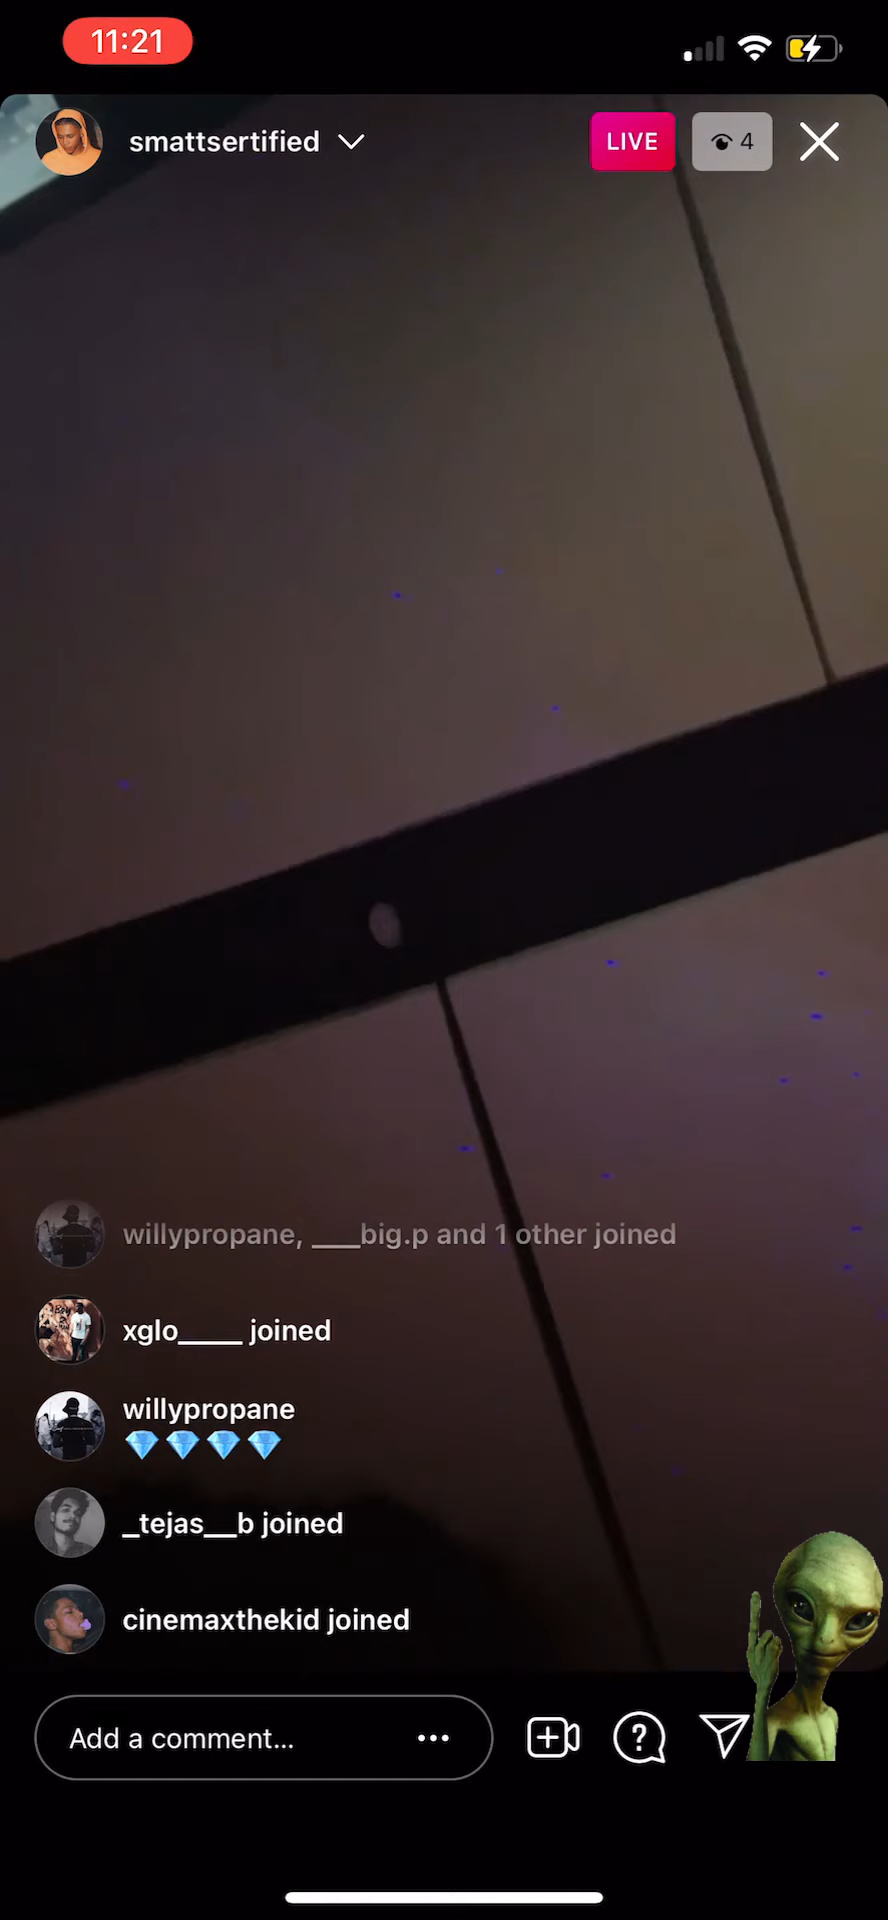 11:21
smattsertified
LIVE
4
willypropane, ____big.p and 1 other joined
xglo_____ joined
willypropane
💎💎💎💎
_tejas__b joined
cinemaxthekid joined
Add a comment...